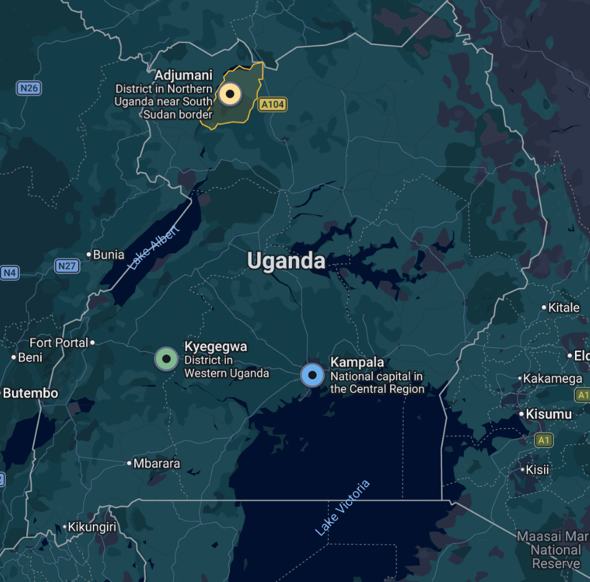 N26
Adjumani
District in Northern
Uganda near South
Sudan border
A104
Lake Albert
Bunia
N27
N4
Uganda
Kitale
Fort Portal
Beni
Kyegegwa
District in
Western Uganda
Kampala
National capital in
the Central Region
Kakamega
Butembo
Kisumu
A1
Mbarara
Kisii
Lake Victoria
Kikungiri
Maasai Mar
National
Reserve